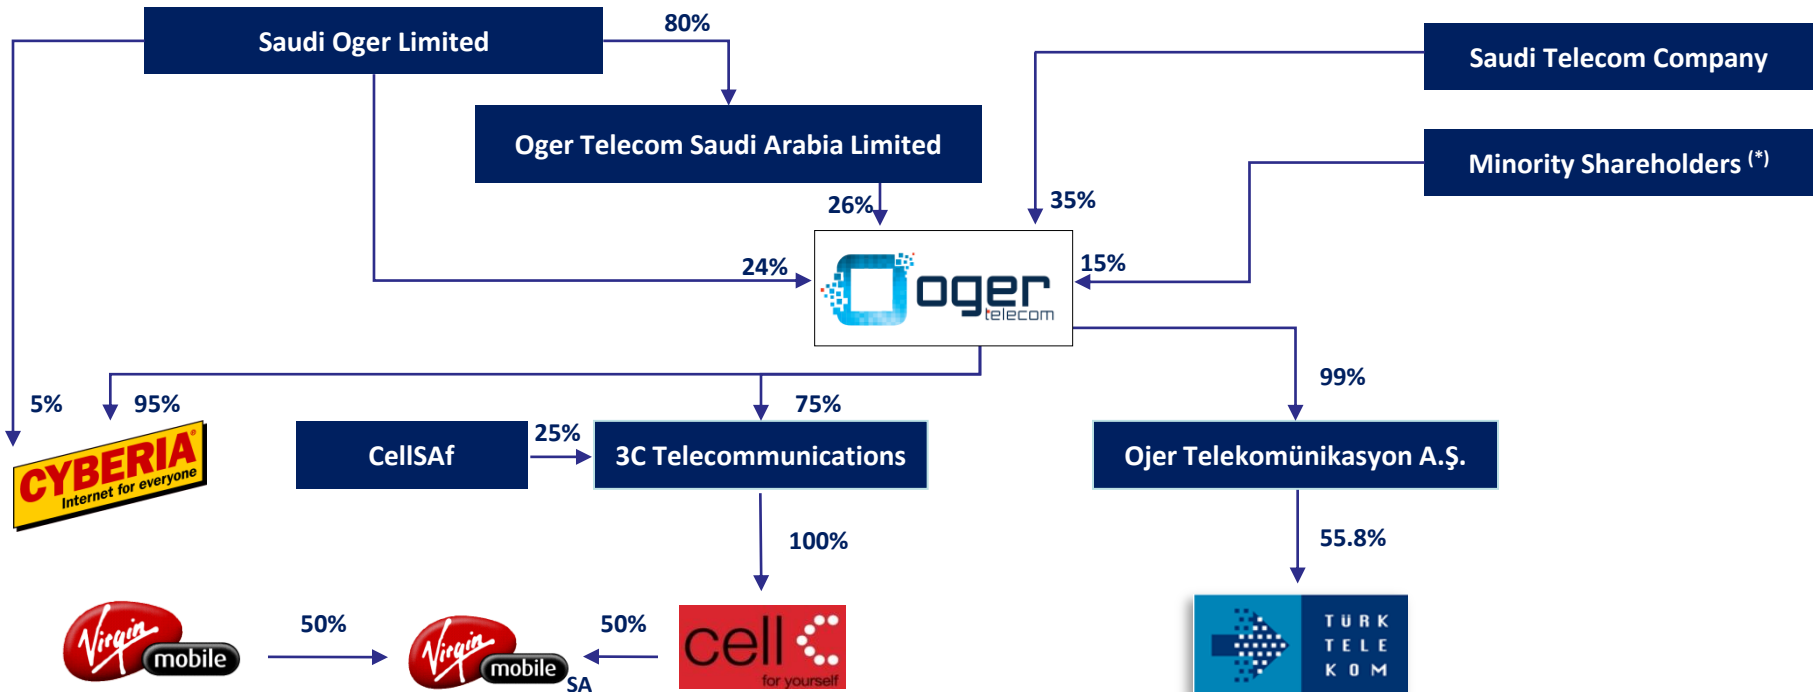 80%
Saudi Oger Limited
Saudi Telecom Company
Oger Telecom Saudi Arabia Limited
Minority Shareholders (*)
26%
35%
24%
15%
oger
telecom
5%
95%
75%
99%
CYBERIA®
Internet for everyone
CellSAf
25%
3C Telecommunications
Ojer Telekomünikasyon A.Ş.
100%
55.8%
Virgin
mobile
50%
Virgin
mobile
SA
50%
cell C
for yourself
TÜRK
TELE
KOM